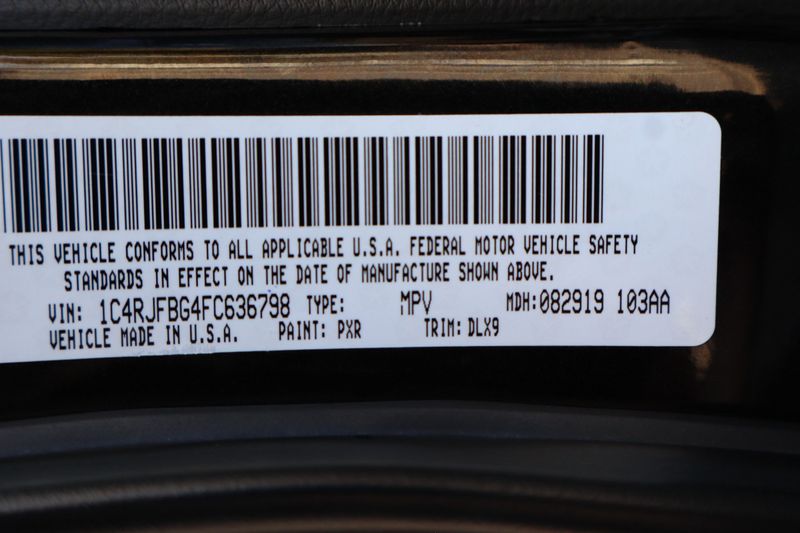 THIS VEHICLE CONFORMS TO ALL APPLICABLE U.S.A. FEDERAL MOTOR VEHICLE SAFETY
STANDARDS IN EFFECT ON THE DATE OF MANUFACTURE SHOWN ABOVE.
VIN: 1C4RJFBG4FC636798 TYPE: MPV MDH:082919 103AA
VEHICLE MADE IN U.S.A. PAINT: PXR TRIM: DLX9